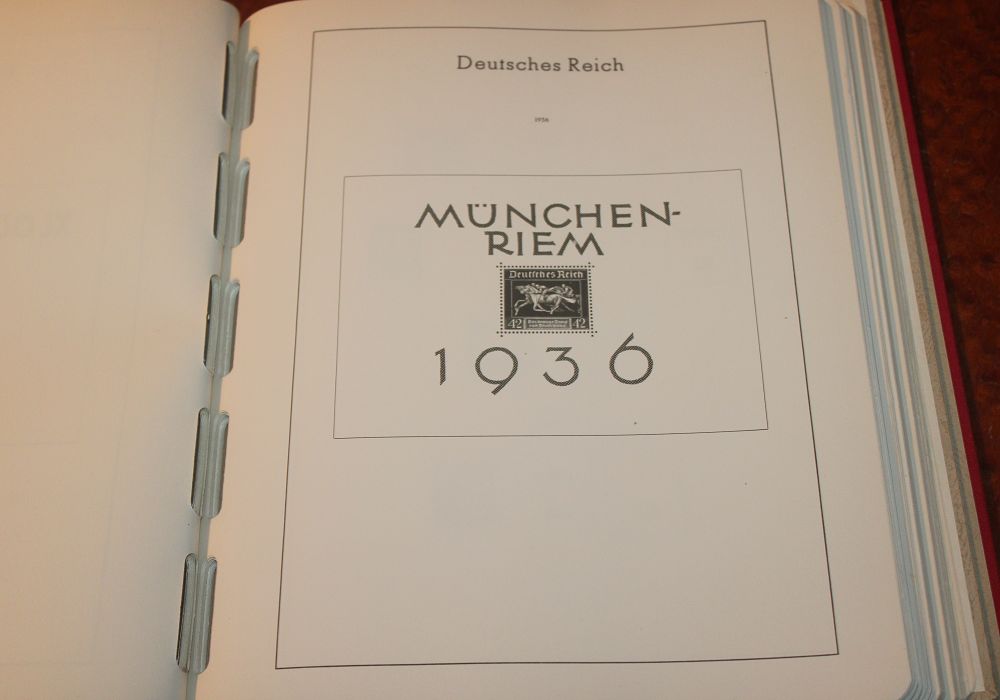 Deutsches Reich
1936
MÜNCHEN-
RIEM
Deutsches Reich
42 42
1936